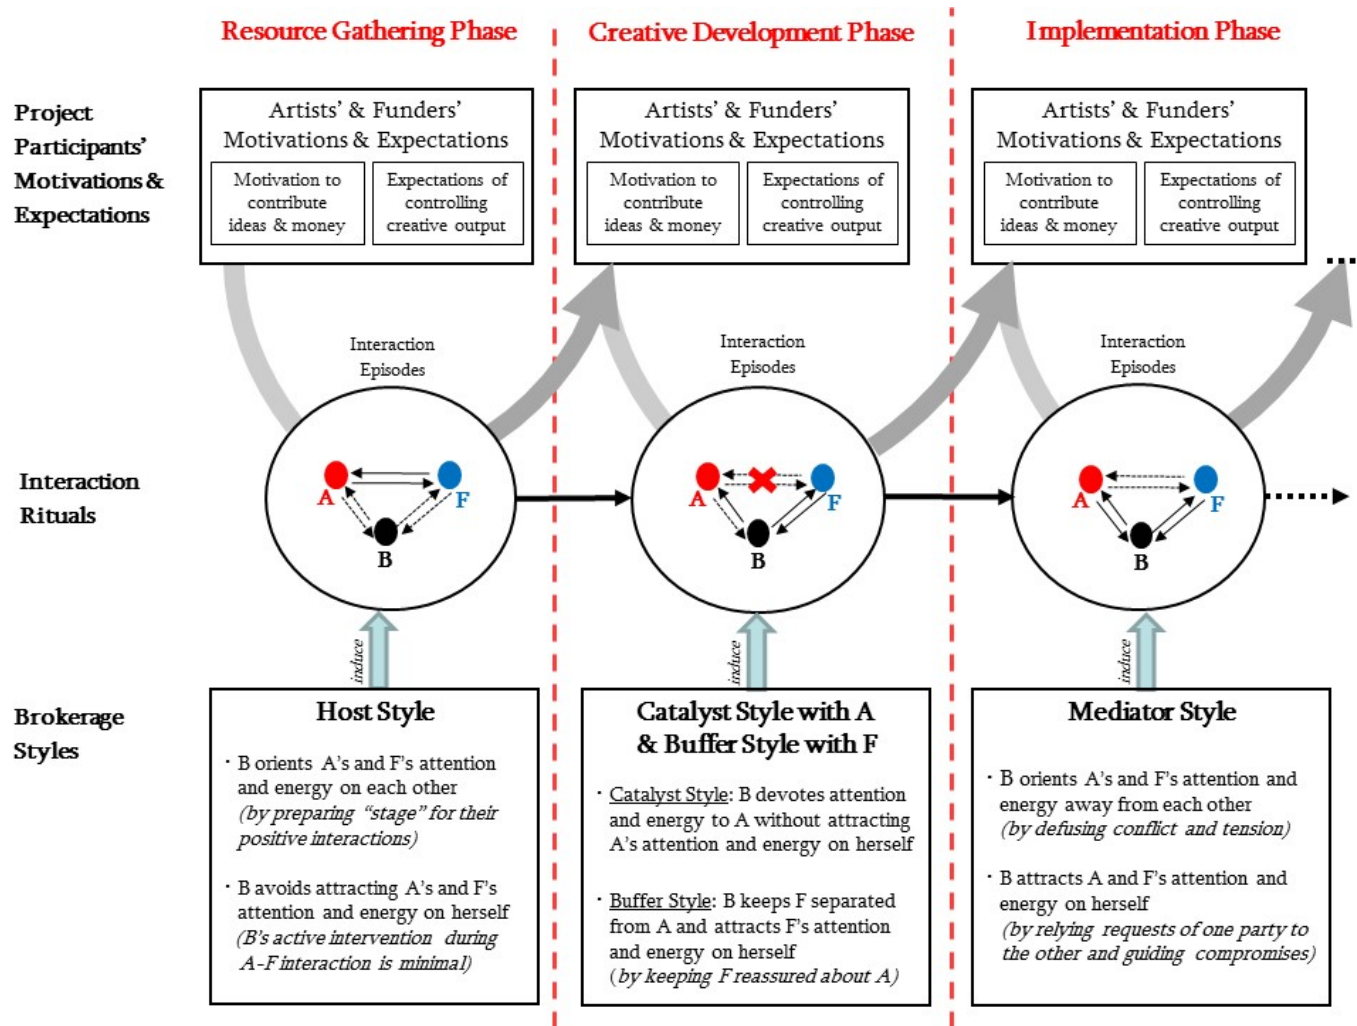 Resource Gathering Phase
Creative Development Phase
Implementation Phase
Project
Participants'
Motivations &
Expectations
Artists' & Funders'
Motivations & Expectations
Motivation to
contribute
ideas & money
Expectations of
controlling
creative output
Artists' & Funders'
Motivations & Expectations
Motivation to
contribute
ideas & money
Expectations of
controlling
creative output
Artists' & Funders'
Motivations & Expectations
Motivation to
contribute
ideas & money
Expectations of
controlling
creative output
Interaction
Rituals
Interaction
Episodes
A
F
B
Interaction
Episodes
A
F
B
Interaction
Episodes
A
F
B
induce
induce
induce
Brokerage
Styles
Host Style
· B orients A's and F's attention
and energy on each other
(by preparing "stage" for their
positive interactions)
· B avoids attracting A's and F's
attention and energy on herself
(B's active intervention during
A-F interaction is minimal)
Catalyst Style with A
& Buffer Style with F
· Catalyst Style: B devotes attention
and energy to A without attracting
A's attention and energy on herself
· Buffer Style: B keeps F separated
from A and attracts F's attention
and energy on herself
(by keeping F reassured about A)
Mediator Style
· B orients A's and F's attention and
energy away from each other
(by defusing conflict and tension)
· B attracts A and F's attention and
energy on herself
(by relying requests of one party to
the other and guiding compromises)